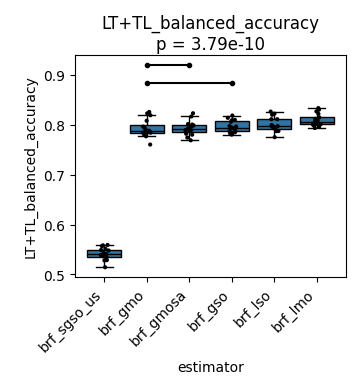 LT+TL_balanced_accuracy
p = 3.79e-10
LT+TL_balanced_accuracy
0.9
0.8
0.7
0.6
0.5
brf_sgso_us
brf_gmo
brf_gmosa
brf_gso
brf_lso
brf_lmo
estimator